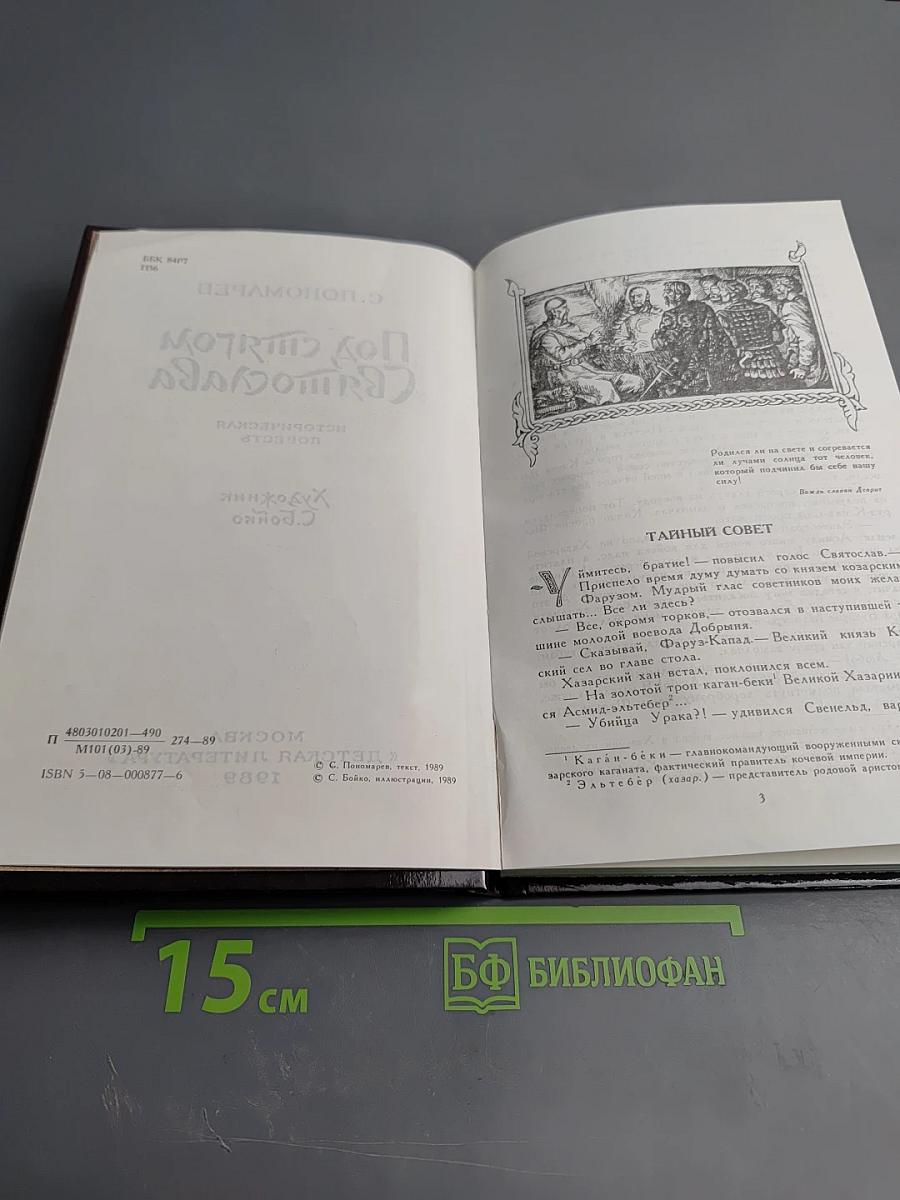 ББК 84Р7
П56
С. ПОНОМАРЕВ
Под стягом
Святослава
ИСТОРИЧЕСКАЯ
ПОВЕСТЬ
Художник
С. Бойко
МОСКВА
«ДЕТСКАЯ ЛИТЕРАТУРА»
1989
П 4803010201—490
М101(03)-89 274—89
ISBN 5—08—000877—6
© С. Пономарев, текст, 1989
© С. Бойко, иллюстрации, 1989
Родился ли на свете и согревается
ли лучами солнца тот человек,
который подчинил бы себе вашу
силу!
Вождь славян Даврит
ТАЙНЫЙ СОВЕТ
— Уймитесь, братие! — повысил голос Святослав.—
Приспело время думу думать со князем козарским
Фарузом. Мудрый глас советников моих жела
слышать... Все ли здесь?
— Все, окромя торков,— отозвался в наступившей
шине молодой воевода Добрыня.
— Сказывай, Фаруз-Капад.— Великий князь К
ский сел во главе стола.
Хазарский хан встал, поклонился всем.
— На золотой трон каган-беки¹ Великой Хазарии
ся Асмид-эльтебер²...
— Убийца Урака?! — удивился Свенельд, вар
¹ Кага́н-бе́ки — главнокомандующий вооруженными си
зарского каганата, фактический правитель кочевой империи.
² Эльтебе́р (хазар.) — представитель родовой аристок
3
15 см
БФ БИБЛИОФАН